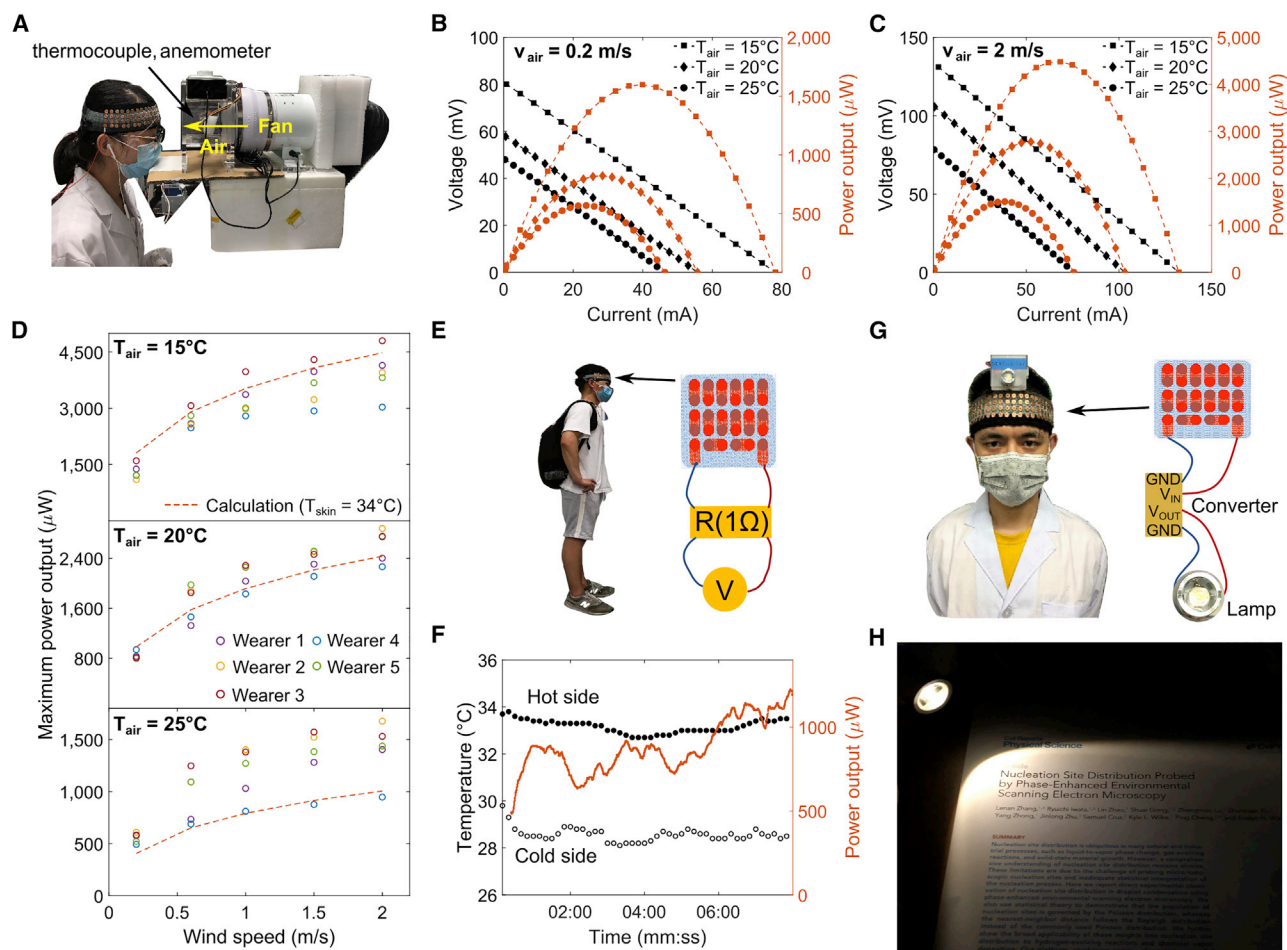 A
thermocouple, anemometer
Fan
Air
B
v_air = 0.2 m/s
T_air = 15°C
T_air = 20°C
T_air = 25°C
100
80
60
40
20
0
Voltage (mV)
0 20 40 60 80
Current (mA)
2,000
1,500
1,000
500
0
Power output (μW)
C
v_air = 2 m/s
T_air = 15°C
T_air = 20°C
T_air = 25°C
150
100
50
0
Voltage (mV)
0 50 100 150
Current (mA)
5,000
4,000
3,000
2,000
1,000
0
Power output (μW)
D
T_air = 15°C
4,500
3,000
1,500
Calculation (T_skin = 34°C)
T_air = 20°C
2,400
1,600
800
Wearer 1
Wearer 4
Wearer 2
Wearer 5
Wearer 3
T_air = 25°C
1,500
1,000
500
0
Maximum power output (μW)
0 0.5 1 1.5 2
Wind speed (m/s)
E
R(1Ω)
V
F
36
34
32
30
28
26
Temperature (°C)
Hot side
Cold side
02:00 04:00 06:00
Time (mm:ss)
1000
500
0
Power output (μW)
G
GND
V_IN
V_OUT
GND
Converter
Lamp
H
Physical Science
Nucleation Site Distribution Probed
by Phase-Enhanced Environmental
Scanning Electron Microscopy
SUMMARY